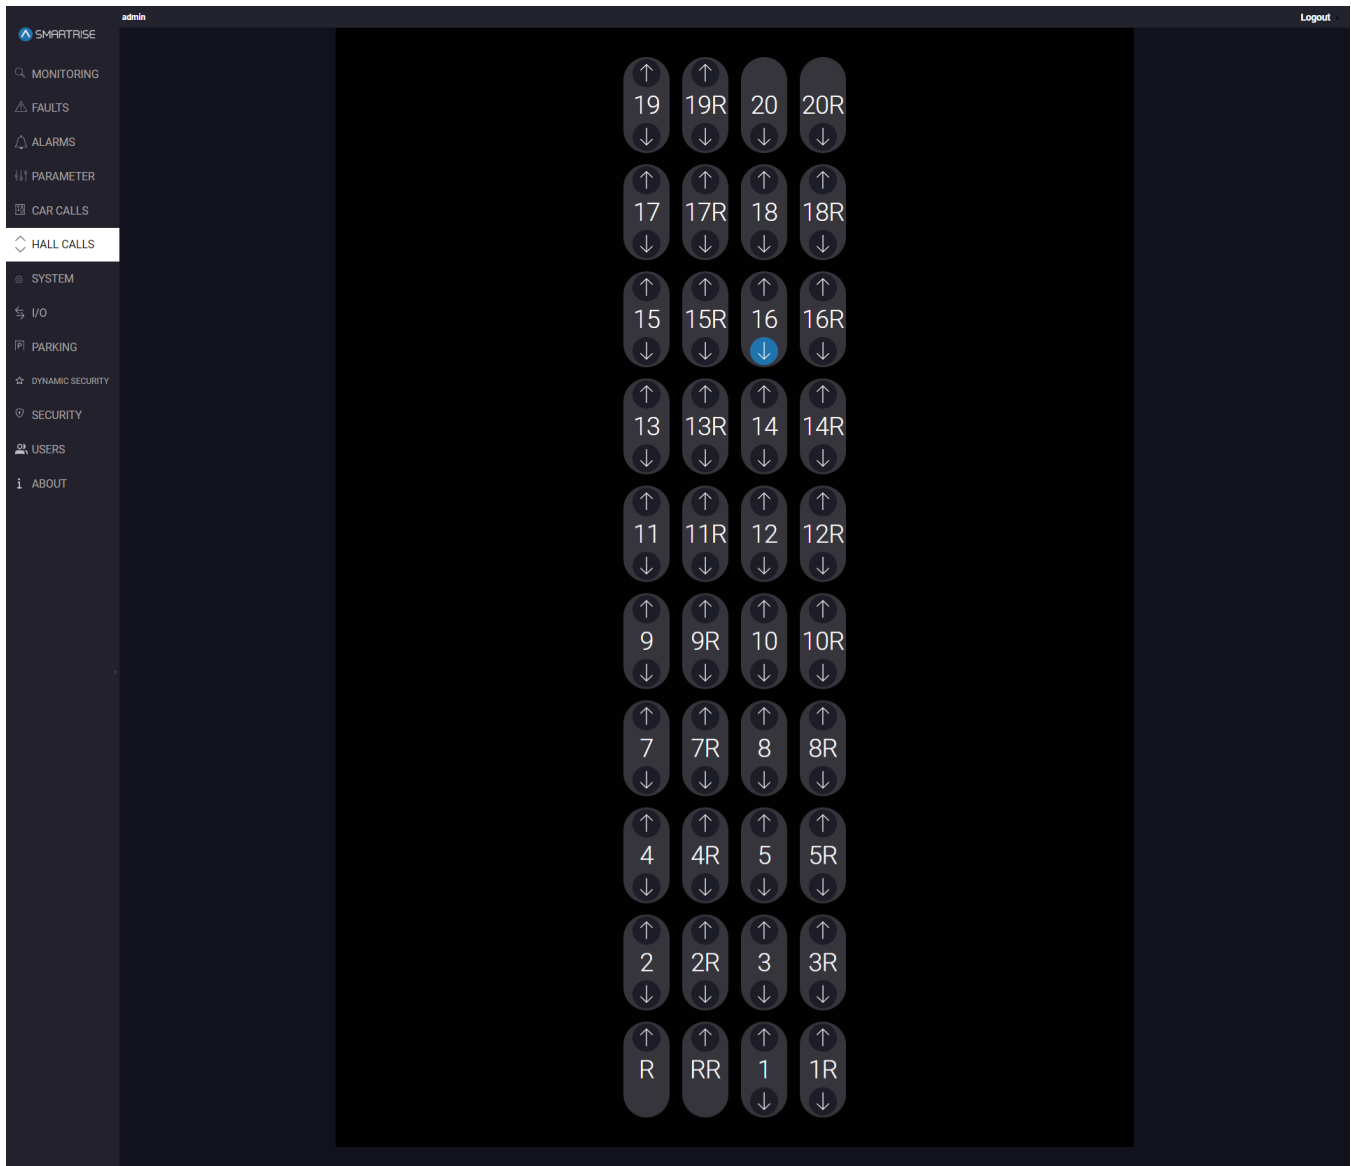 admin
Logout
SMARTRISE
MONITORING
FAULTS
ALARMS
PARAMETER
CAR CALLS
HALL CALLS
SYSTEM
I/O
PARKING
DYNAMIC SECURITY
SECURITY
USERS
ABOUT
19 19R 20 20R
17 17R 18 18R
15 15R 16 16R
13 13R 14 14R
11 11R 12 12R
9 9R 10 10R
7 7R 8 8R
4 4R 5 5R
2 2R 3 3R
R RR 1 1R